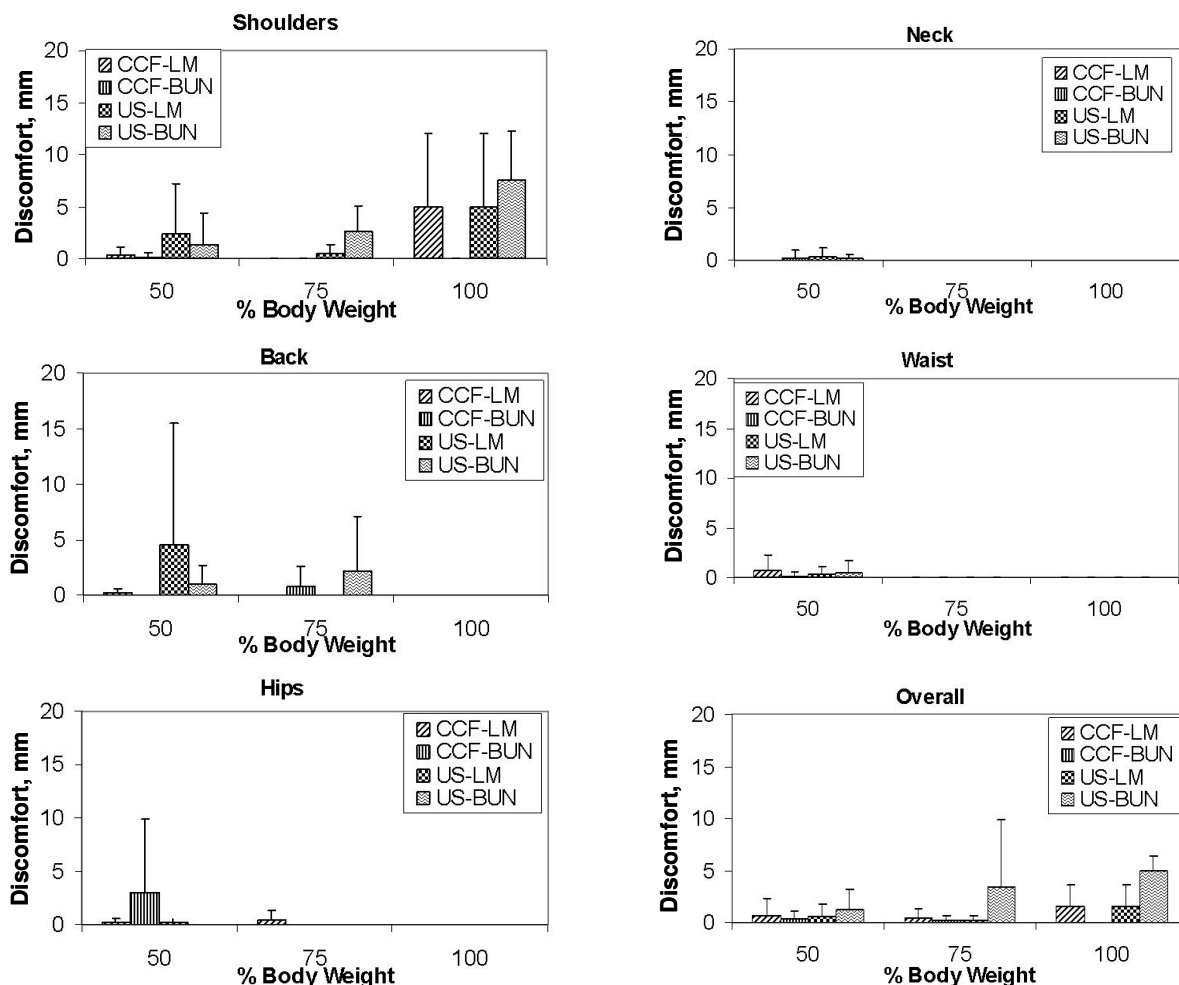 Shoulders
Discomfort, mm
20
15
10
5
0
CCF-LM
CCF-BUN
US-LM
US-BUN
50
75
100
% Body Weight
Neck
Discomfort, mm
20
15
10
5
0
CCF-LM
CCF-BUN
US-LM
US-BUN
50
75
100
% Body Weight
Back
Discomfort, mm
20
15
10
5
0
CCF-LM
CCF-BUN
US-LM
US-BUN
50
75
100
% Body Weight
Waist
Discomfort, mm
20
15
10
5
0
CCF-LM
CCF-BUN
US-LM
US-BUN
50
75
100
% Body Weight
Hips
Discomfort, mm
20
15
10
5
0
CCF-LM
CCF-BUN
US-LM
US-BUN
50
75
100
% Body Weight
Overall
Discomfort, mm
20
15
10
5
0
CCF-LM
CCF-BUN
US-LM
US-BUN
50
75
100
% Body Weight